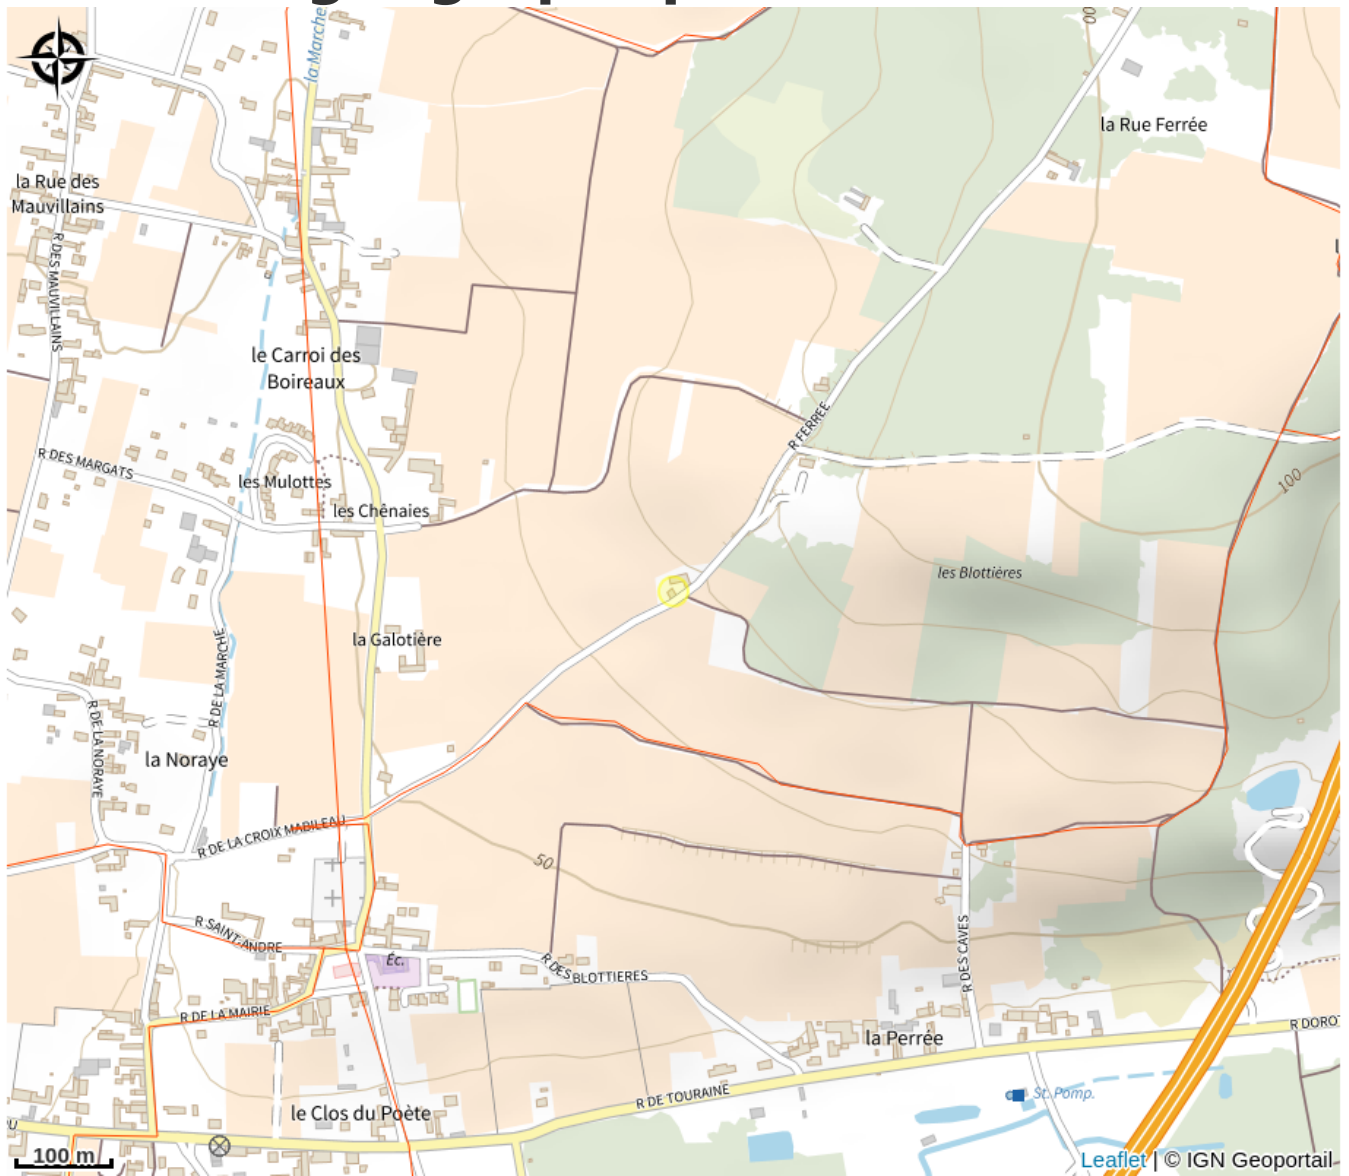 la Marche
00
la Rue Ferrée
la Rue des
Mauvillains
R DES MAUVILLAINS
le Carroi des
Boireaux
R FERREE
R DES MARGATS
les Mulottes
les Chênaies
100
les Blottières
la Galotière
R DE LA MARCHE
R DE LA NORAYE
la Noraye
R DE LA CROIX MABILEAU
50
R SAINT-ANDRE
Éc.
R DES BLOTTIERES
R DES CAVES
R DE LA MAIRIE
la Perrée
R DORO
St. Pomp.
R DE TOURAINE
le Clos du Poète
100 m
Leaflet | © IGN Geoportail